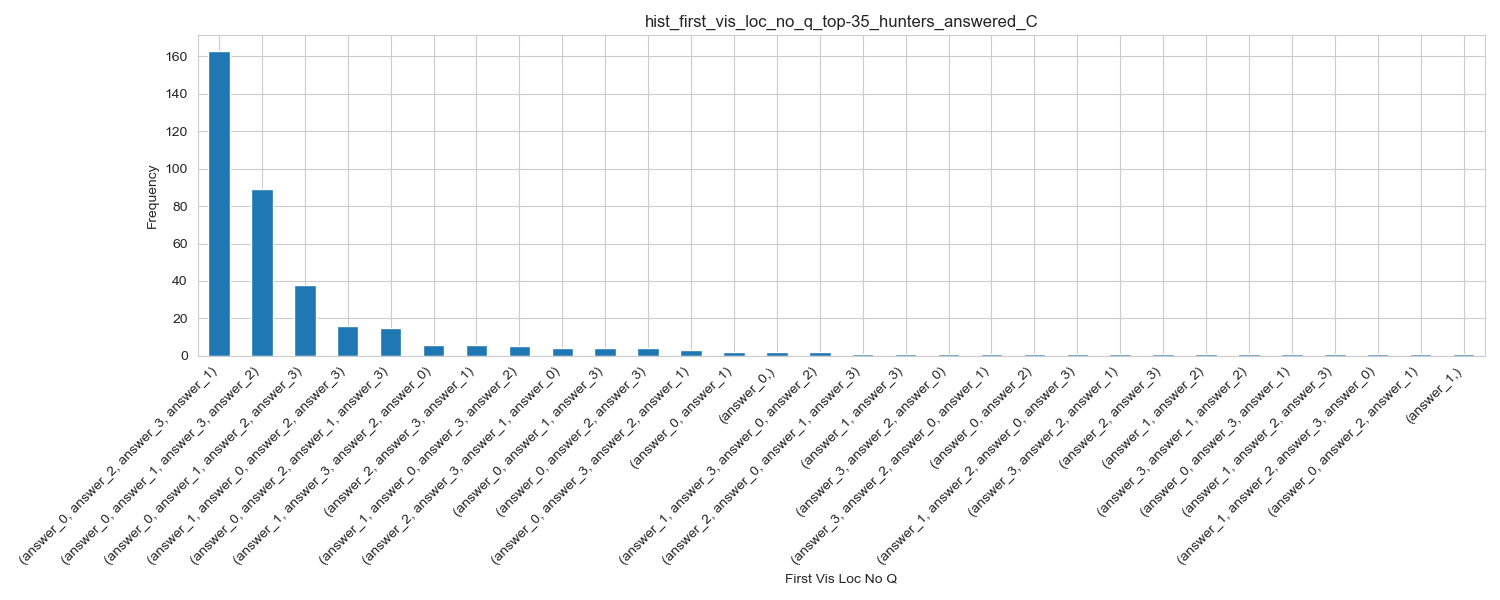 hist_first_vis_loc_no_q_top-35_hunters_answered_C
Frequency
160
140
120
100
80
60
40
20
0
(answer_0, answer_2, answer_3, answer_1)
(answer_0, answer_1, answer_3, answer_2)
(answer_0, answer_1, answer_2, answer_3)
(answer_1, answer_0, answer_2, answer_3)
(answer_0, answer_2, answer_1, answer_3)
(answer_1, answer_3, answer_2, answer_0)
(answer_2, answer_3, answer_1)
(answer_1, answer_0, answer_3, answer_2)
(answer_2, answer_3, answer_1, answer_0)
(answer_0, answer_1, answer_3)
(answer_0, answer_2, answer_3)
(answer_0, answer_3, answer_2, answer_1)
(answer_0, answer_1)
(answer_0,)
(answer_1, answer_3, answer_0, answer_2)
(answer_2, answer_0, answer_1, answer_3)
(answer_1, answer_3)
(answer_3, answer_2, answer_0)
(answer_3, answer_2, answer_0, answer_1)
(answer_0, answer_2)
(answer_1, answer_2, answer_0, answer_3)
(answer_3, answer_2, answer_1)
(answer_2, answer_3)
(answer_1, answer_2)
(answer_3, answer_1, answer_2)
(answer_0, answer_3, answer_1)
(answer_1, answer_2, answer_3)
(answer_1, answer_2, answer_3, answer_0)
(answer_0, answer_2, answer_1)
(answer_1,)
First Vis Loc No Q